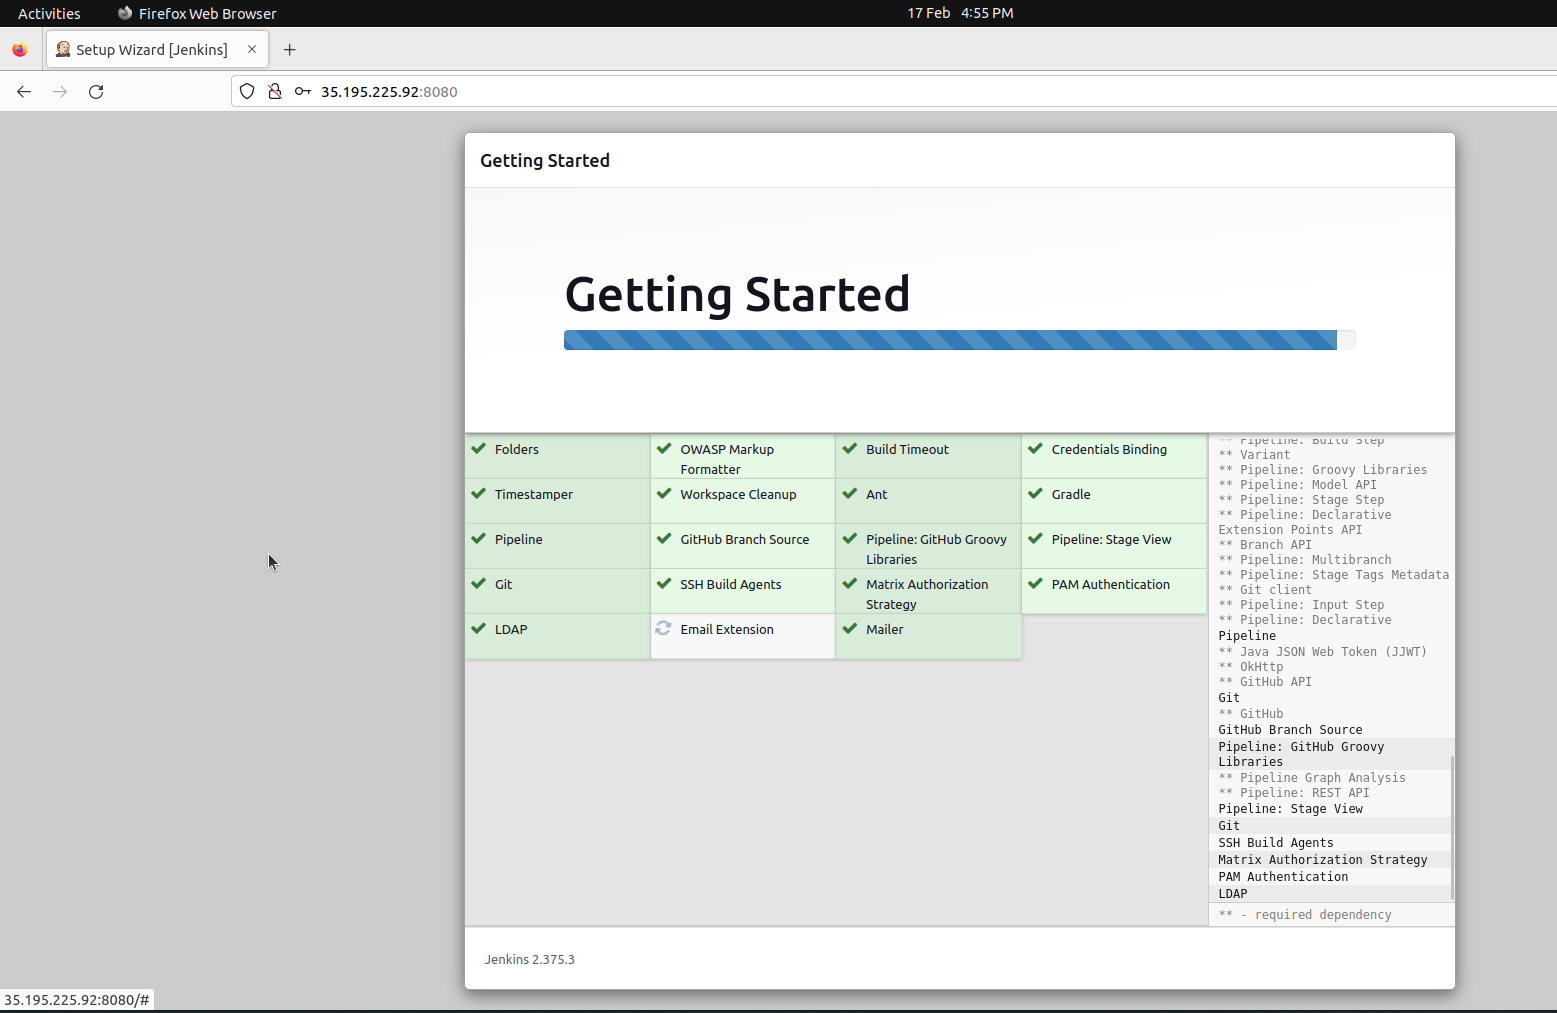 Activities
Firefox Web Browser
17 Feb 4:55 PM
Setup Wizard [Jenkins]
35.195.225.92:8080
Getting Started
Getting Started
Folders
OWASP Markup
Formatter
Build Timeout
Credentials Binding
Timestamper
Workspace Cleanup
Ant
Gradle
Pipeline
GitHub Branch Source
Pipeline: GitHub Groovy
Libraries
Pipeline: Stage View
Git
SSH Build Agents
Matrix Authorization
Strategy
PAM Authentication
LDAP
Email Extension
Mailer
** Pipeline: Build Step
** Variant
** Pipeline: Groovy Libraries
** Pipeline: Model API
** Pipeline: Stage Step
** Pipeline: Declarative
Extension Points API
** Branch API
** Pipeline: Multibranch
** Pipeline: Stage Tags Metadata
** Git client
** Pipeline: Input Step
** Pipeline: Declarative
Pipeline
** Java JSON Web Token (JJWT)
** OkHttp
** GitHub API
Git
** GitHub
GitHub Branch Source
Pipeline: GitHub Groovy
Libraries
** Pipeline Graph Analysis
** Pipeline: REST API
Pipeline: Stage View
Git
SSH Build Agents
Matrix Authorization Strategy
PAM Authentication
LDAP
** - required dependency
Jenkins 2.375.3
35.195.225.92:8080/#